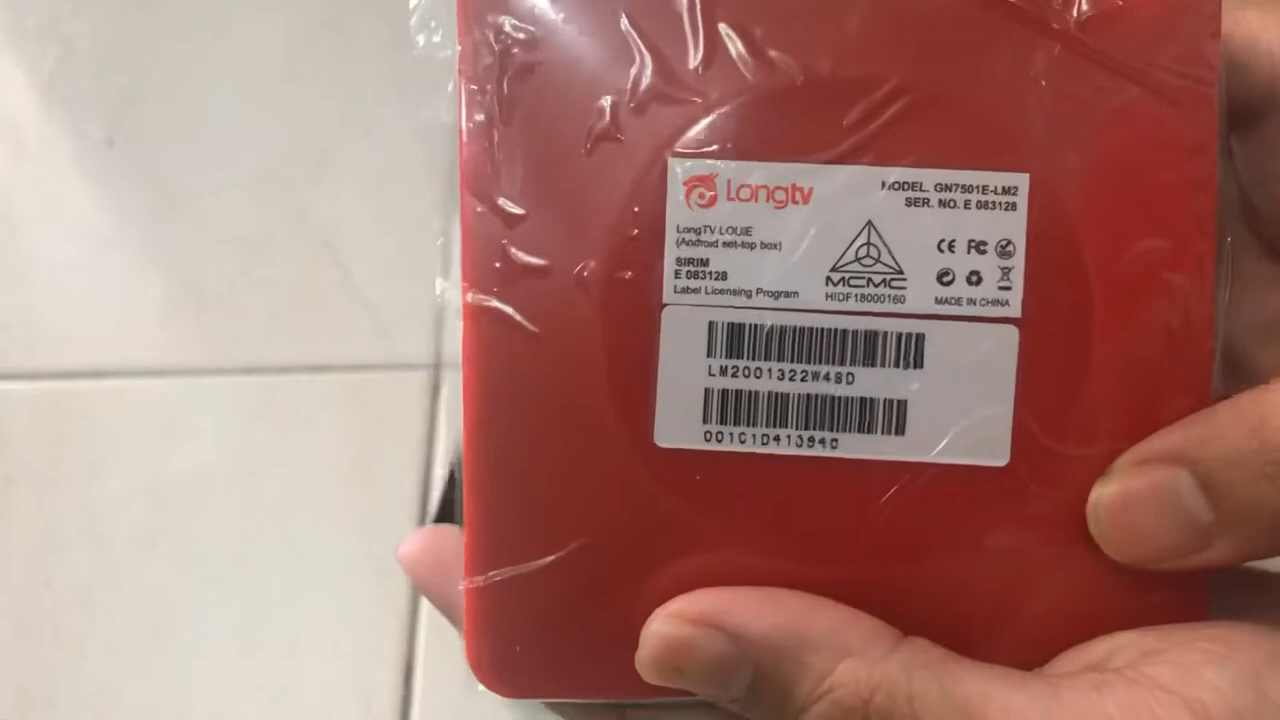 Longtv
MODEL. GN7501E-LM2
SER. NO. E 083128
LongTV LOUIE
(Android set-top box)
SIRIM
E 083128
Label Licensing Program
MCMC
HIDF18000160
CE FC
MADE IN CHINA
LM2001322W48D
00101D413940